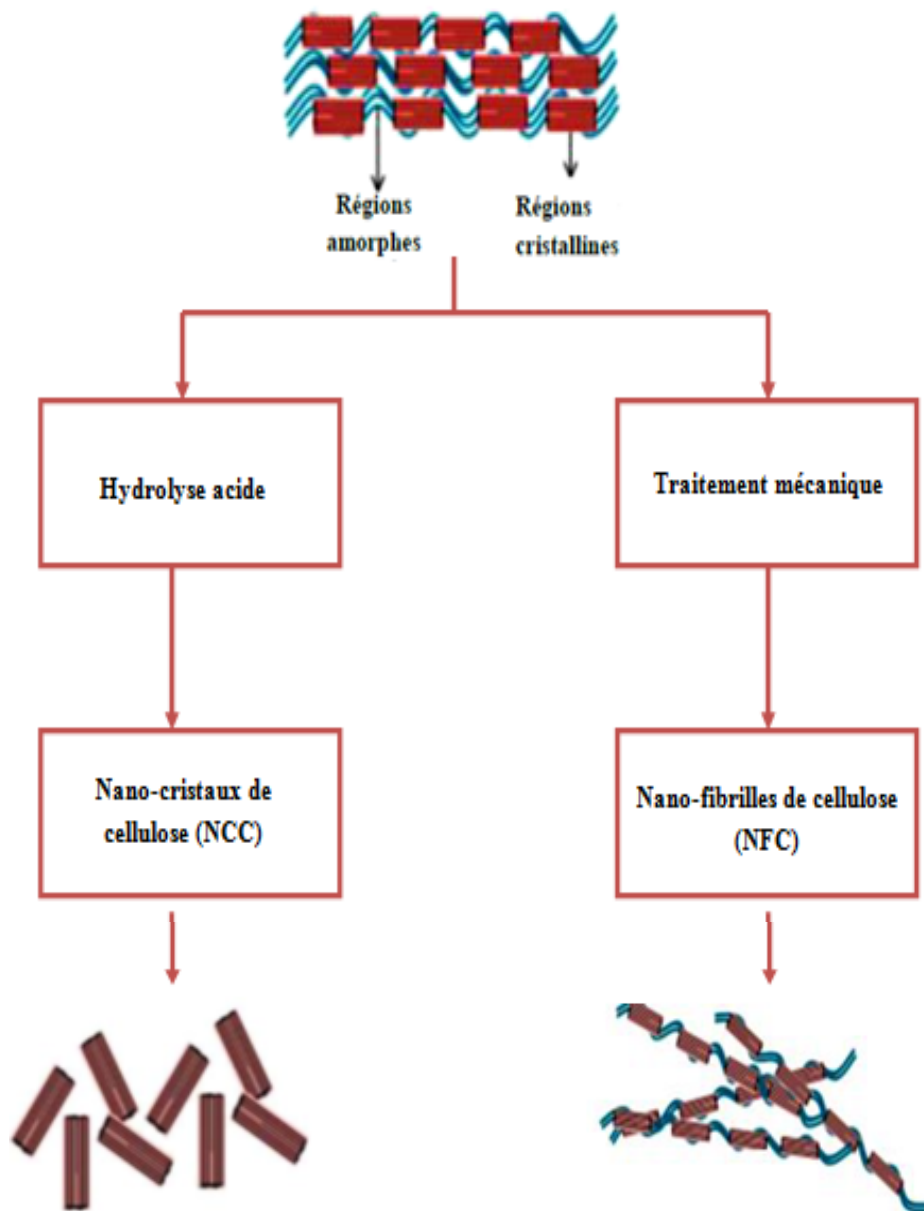 Régions
amorphes
Régions
cristallines
Hydrolyse acide
Traitement mécanique
Nano-cristaux de
cellulose (NCC)
Nano-fibrilles de cellulose
(NFC)